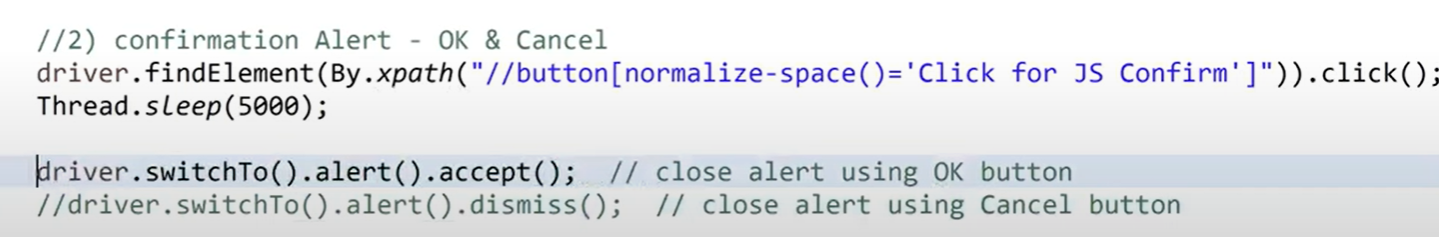 //2) confirmation Alert - OK & Cancel
driver.findElement(By.xpath("//button[normalize-space()='Click for JS Confirm']")).click();
Thread.sleep(5000);
driver.switchTo().alert().accept();  // close alert using OK button
//driver.switchTo().alert().dismiss();  // close alert using Cancel button